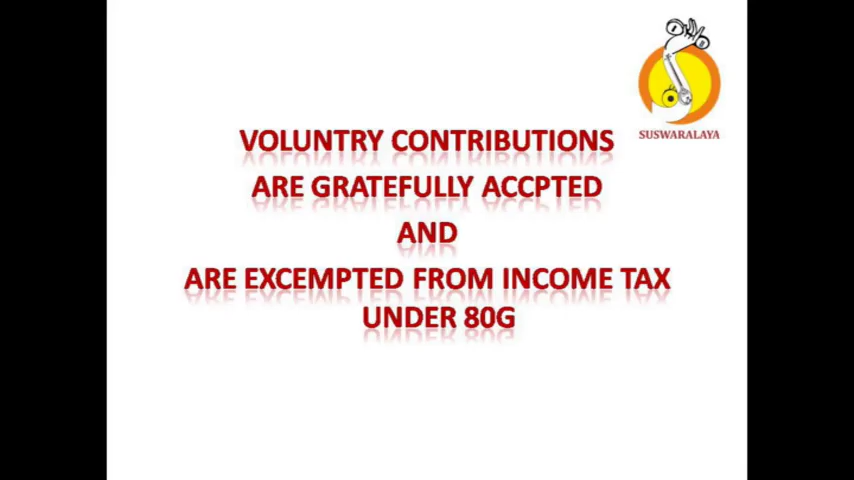 SUSWARALAYA
VOLUNTRY CONTRIBUTIONS
ARE GRATEFULLY ACCPTED
AND
ARE EXCEMPTED FROM INCOME TAX
UNDER 80G